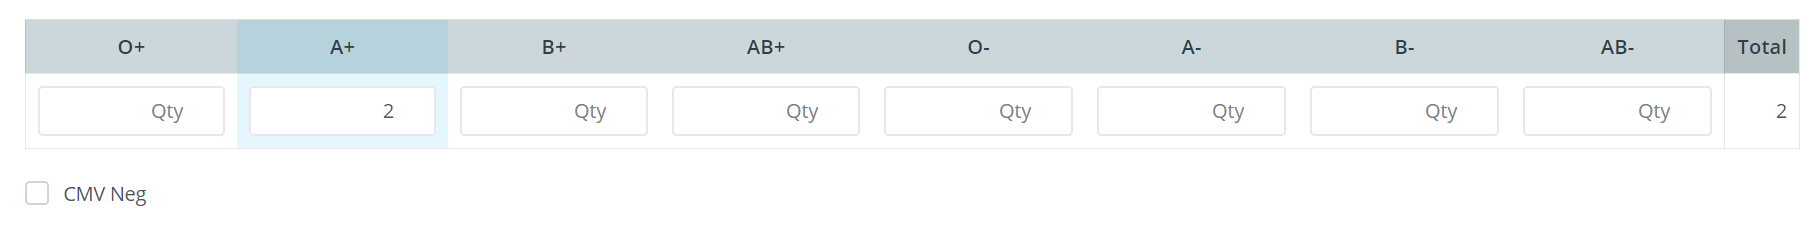 O+ A+ B+ AB+ O- A- B- AB- Total
Qty 2 Qty Qty Qty Qty Qty Qty 2
CMV Neg